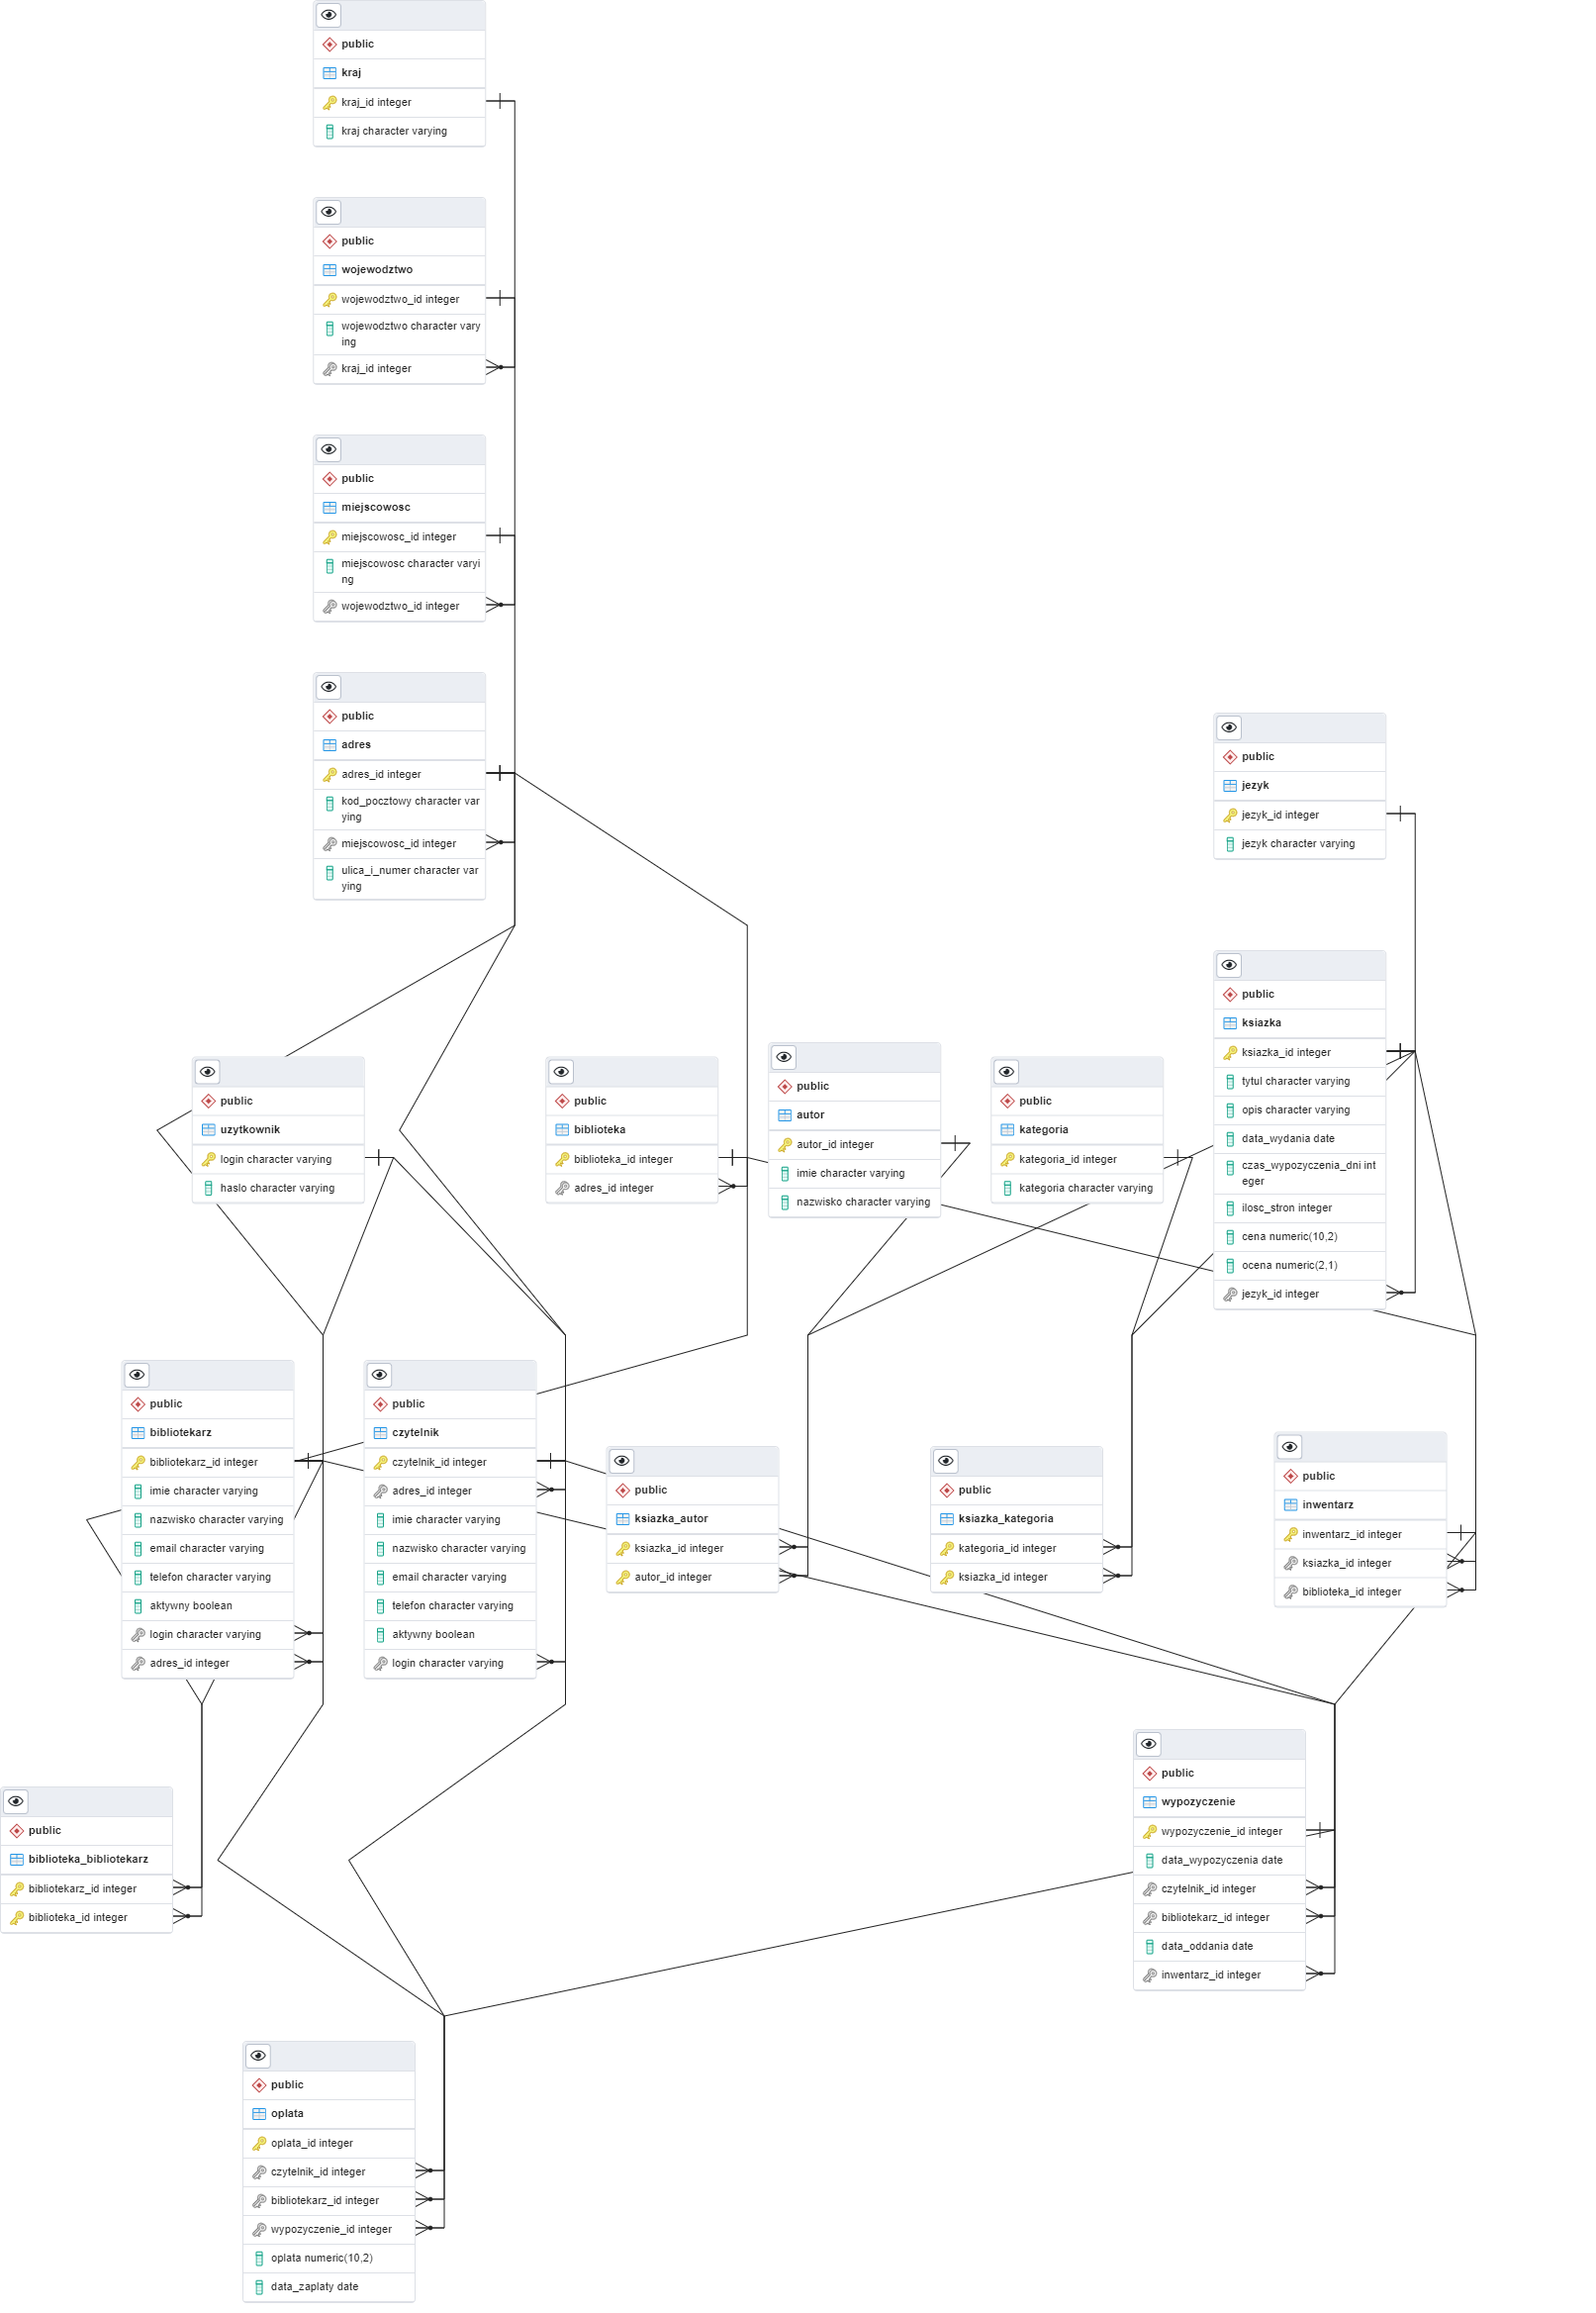 public
kraj
kraj_id integer
kraj character varying
public
wojewodztwo
wojewodztwo_id integer
wojewodztwo character vary
ing
kraj_id integer
public
miejscowosc
miejscowosc_id integer
miejscowosc character varyi
ng
wojewodztwo_id integer
public
adres
adres_id integer
kod_pocztowy character var
ying
miejscowosc_id integer
ulica_i_numer character var
ying
public
jezyk
jezyk_id integer
jezyk character varying
public
ksiazka
ksiazka_id integer
tytul character varying
opis character varying
data_wydania date
czas_wypozyczenia_dni int
eger
ilosc_stron integer
cena numeric(10,2)
ocena numeric(2,1)
jezyk_id integer
public
uzytkownik
login character varying
haslo character varying
public
biblioteka
biblioteka_id integer
adres_id integer
public
autor
autor_id integer
imie character varying
nazwisko character varying
public
kategoria
kategoria_id integer
kategoria character varying
public
bibliotekarz
bibliotekarz_id integer
imie character varying
nazwisko character varying
email character varying
telefon character varying
aktywny boolean
login character varying
adres_id integer
public
czytelnik
czytelnik_id integer
adres_id integer
imie character varying
nazwisko character varying
email character varying
telefon character varying
aktywny boolean
login character varying
public
ksiazka_autor
ksiazka_id integer
autor_id integer
public
ksiazka_kategoria
kategoria_id integer
ksiazka_id integer
public
inwentarz
inwentarz_id integer
ksiazka_id integer
biblioteka_id integer
public
biblioteka_bibliotekarz
bibliotekarz_id integer
biblioteka_id integer
public
wypozyczenie
wypozyczenie_id integer
data_wypozyczenia date
czytelnik_id integer
bibliotekarz_id integer
data_oddania date
inwentarz_id integer
public
oplata
oplata_id integer
czytelnik_id integer
bibliotekarz_id integer
wypozyczenie_id integer
oplata numeric(10,2)
data_zaplaty date